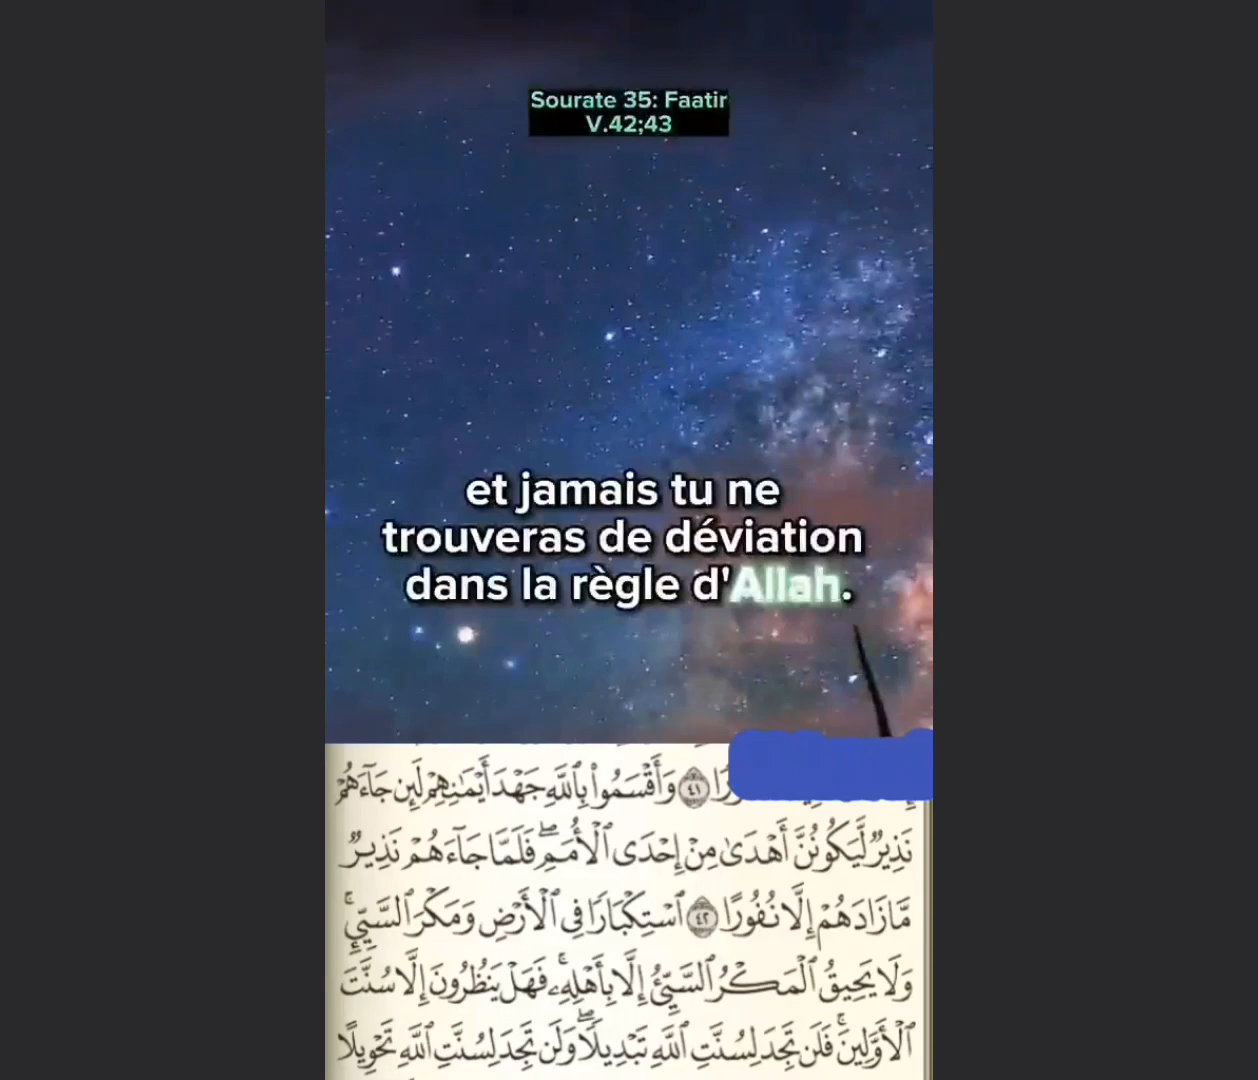 Sourate 35: Faatir
V.42;43
et jamais tu ne
trouveras de déviation
dans la règle d'Allah.
٤١ وَأَقْسَمُوا۟ بِٱللَّهِ جَهْدَ أَيْمَٰنِهِمْ لَئِن جَآءَهُمْ
نَذِيرٌ لَّيَكُونُنَّ أَهْدَىٰ مِنْ إِحْدَى ٱلْأُمَمِ ۖ فَلَمَّا جَآءَهُمْ نَذِيرٌ
مَّا زَادَهُمْ إِلَّا نُفُورًا ٤٢ ٱسْتِكْبَارًا فِى ٱلْأَرْضِ وَمَكْرَ ٱلسَّيِّئِ ۚ
وَلَا يَحِيقُ ٱلْمَكْرُ ٱلسَّيِّئُ إِلَّا بِأَهْلِهِۦ ۚ فَهَلْ يَنظُرُونَ إِلَّا سُنَّتَ
ٱلْأَوَّلِينَ ۚ فَلَن تَجِدَ لِسُنَّتِ ٱللَّهِ تَبْدِيلًا ۖ وَلَن تَجِدَ لِسُنَّتِ ٱللَّهِ تَحْوِيلًا